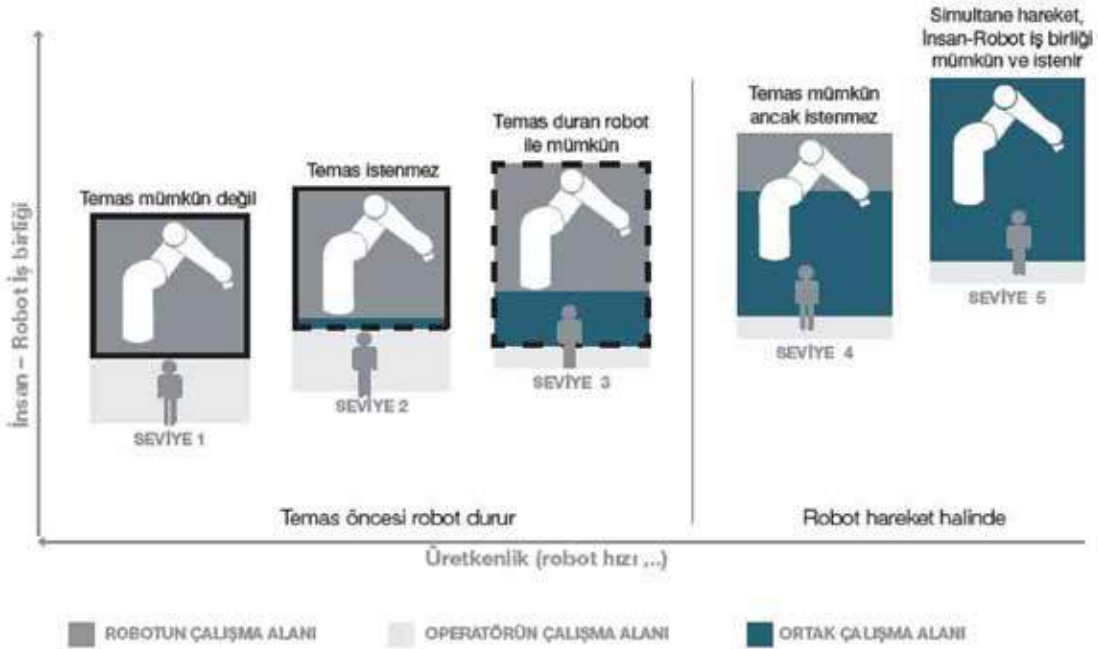 Simultane hareket,
İnsan-Robot iş birliği
mümkün ve istenir
Temas mümkün
ancak istenmez
Temas duran robot
ile mümkün
Temas istenmez
Temas mümkün değil
İnsan – Robot İş birliği
SEVİYE 1
SEVİYE 2
SEVİYE 3
SEVİYE 4
SEVİYE 5
Temas öncesi robot durur
Robot hareket halinde
Üretkenlik (robot hızı ,..)
ROBOTUN ÇALIŞMA ALANI
OPERATÖRÜN ÇALIŞMA ALANI
ORTAK ÇALIŞMA ALANI